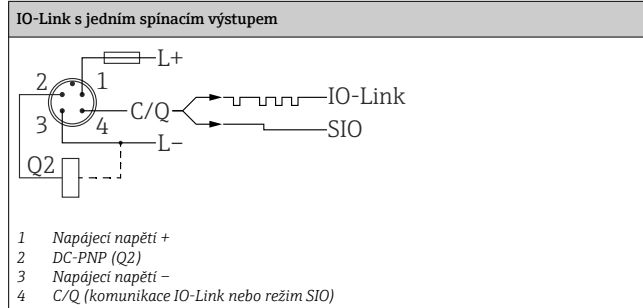 IO-Link s jedním spínacím výstupem
L+
2 1
C/Q
IO-Link
3 4
SIO
L–
Q2
1 Napájecí napětí +
2 DC-PNP (Q2)
3 Napájecí napětí –
4 C/Q (komunikace IO-Link nebo režim SIO)